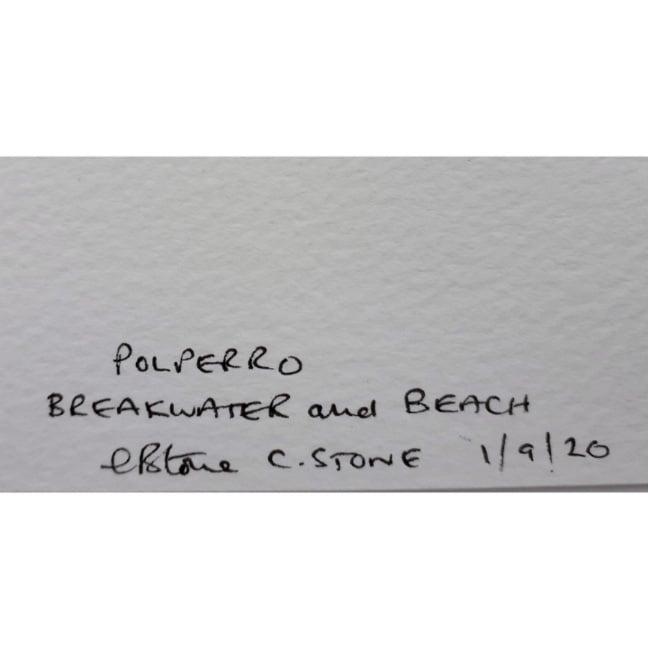 POLPERRO
BREAKWATER and BEACH
C. STONE 1/9/20